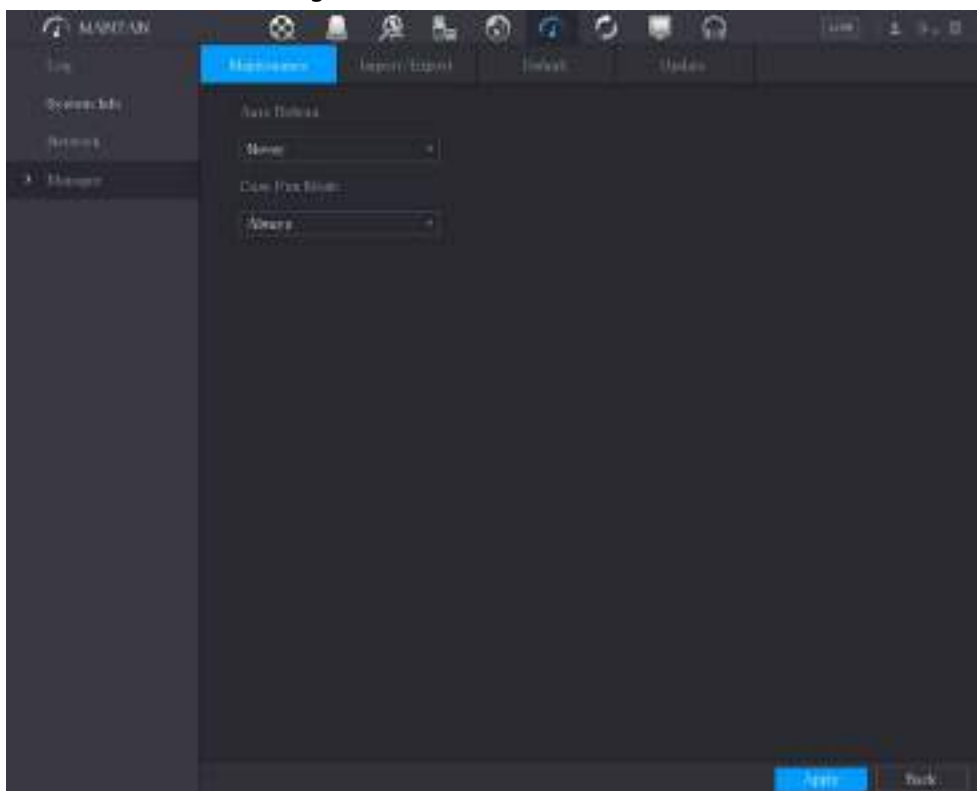 MAINTAIN
LIVE
Log
Maintenance
Import/Export
Default
Update
System Info
Auto Reboot
Network
Never
Manager
Case Fan Mode
Always
Apply
Back